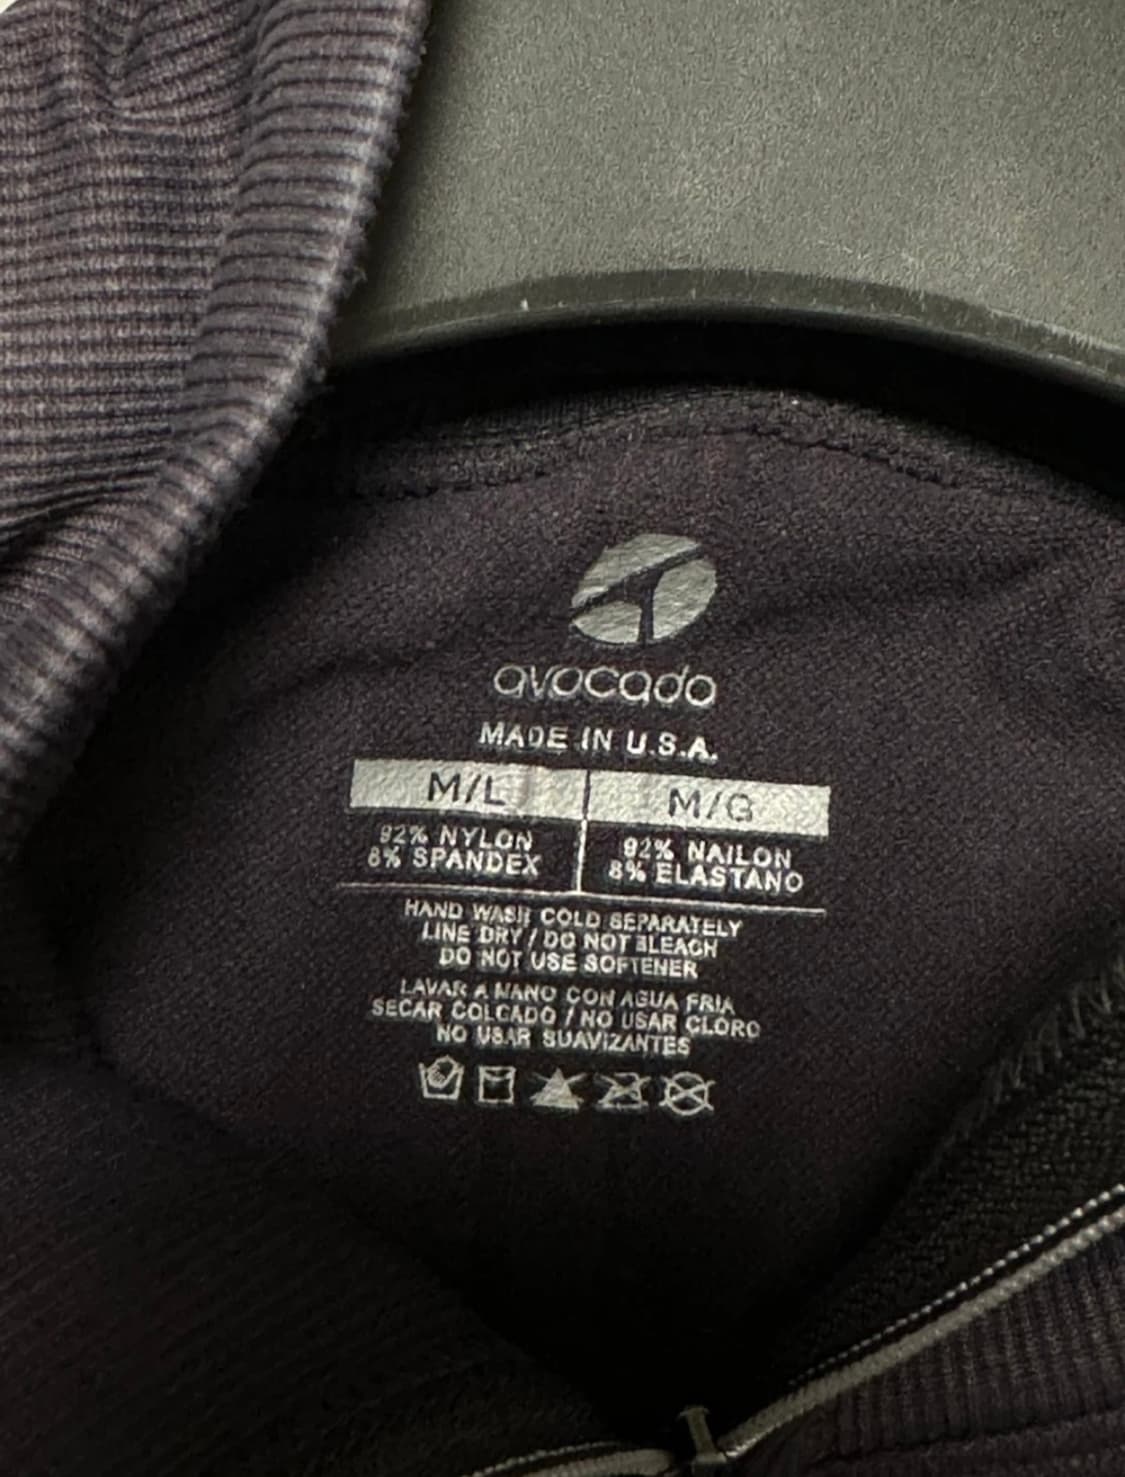 avocado
MADE IN U.S.A.
M/L M/G
92% NYLON 92% NAILON
8% SPANDEX 8% ELASTANO
HAND WASH COLD SEPARATELY
LINE DRY / DO NOT BLEACH
DO NOT USE SOFTENER
LAVAR A MANO CON AGUA FRIA
SECAR COLGADO / NO USAR CLORO
NO USAR SUAVIZANTES